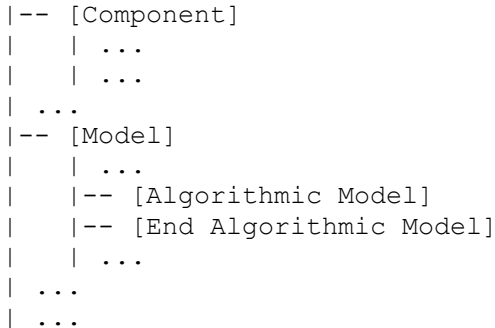 |-- [Component]
|   | ...
|   | ...
| ...
|-- [Model]
|   | ...
|   |-- [Algorithmic Model]
|   |-- [End Algorithmic Model]
|   | ...
| ...
| ...